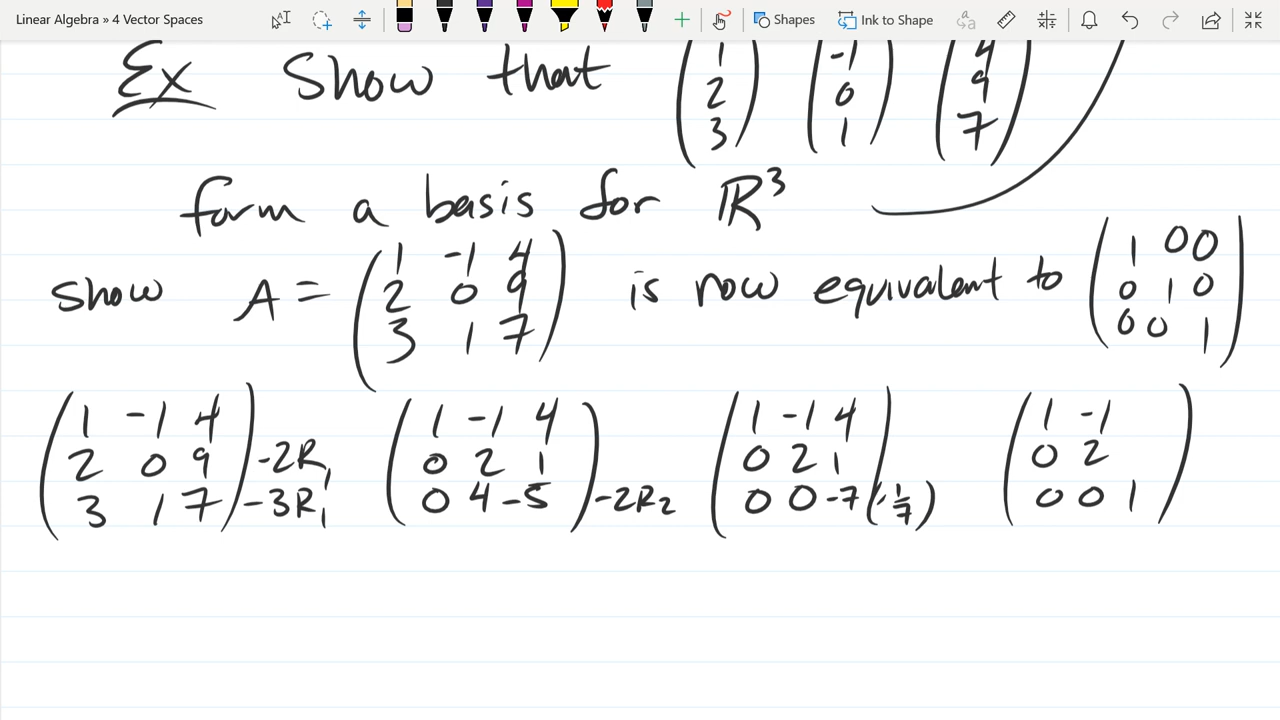 Linear Algebra » 4 Vector Spaces
Shapes
Ink to Shape
Ex Show that (1 2 3) (-1 0 1) (4 9 7)
form a basis for ℝ³
show A = (1 -1 4; 2 0 9; 3 1 7) is row equivalent to (1 0 0; 0 1 0; 0 0 1)
(1 -1 4; 2 0 9; 3 1 7) -2R₁ -3R₁ (1 -1 4; 0 2 1; 0 4 -5) -2R₂ (1 -1 4; 0 2 1; 0 0 -7) (-1/7) (1 -1; 0 2; 0 0 1)